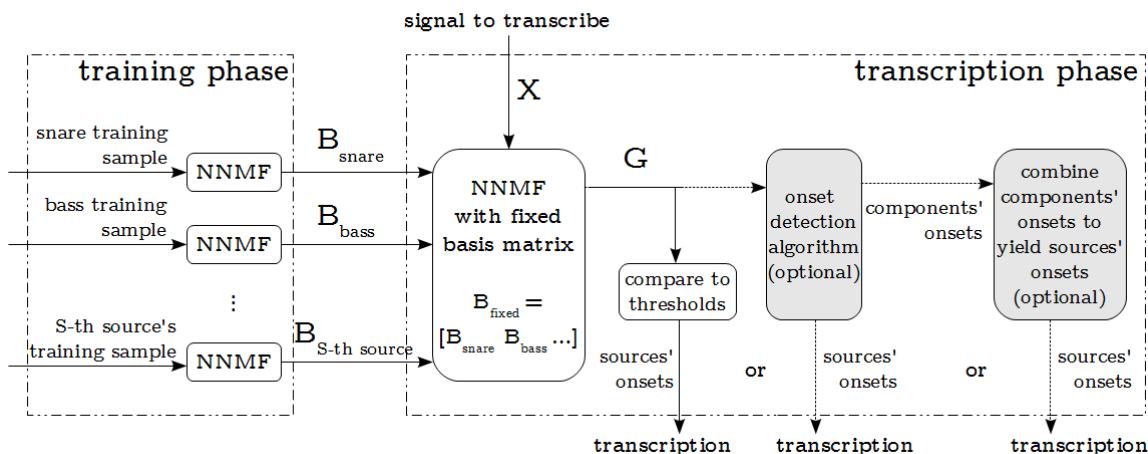 signal to transcribe
training phase
transcription phase
X
snare training
sample
NNMF
B snare
bass training
sample
NNMF
B bass
⋮
S-th source's
training sample
NNMF
B S-th source
NNMF
with fixed
basis matrix
B fixed =
[B snare B bass ...]
G
compare to
thresholds
onset
detection
algorithm
(optional)
components'
onsets
combine
components'
onsets to
yield sources'
onsets
(optional)
sources'
onsets
or
sources'
onsets
or
sources'
onsets
transcription
transcription
transcription